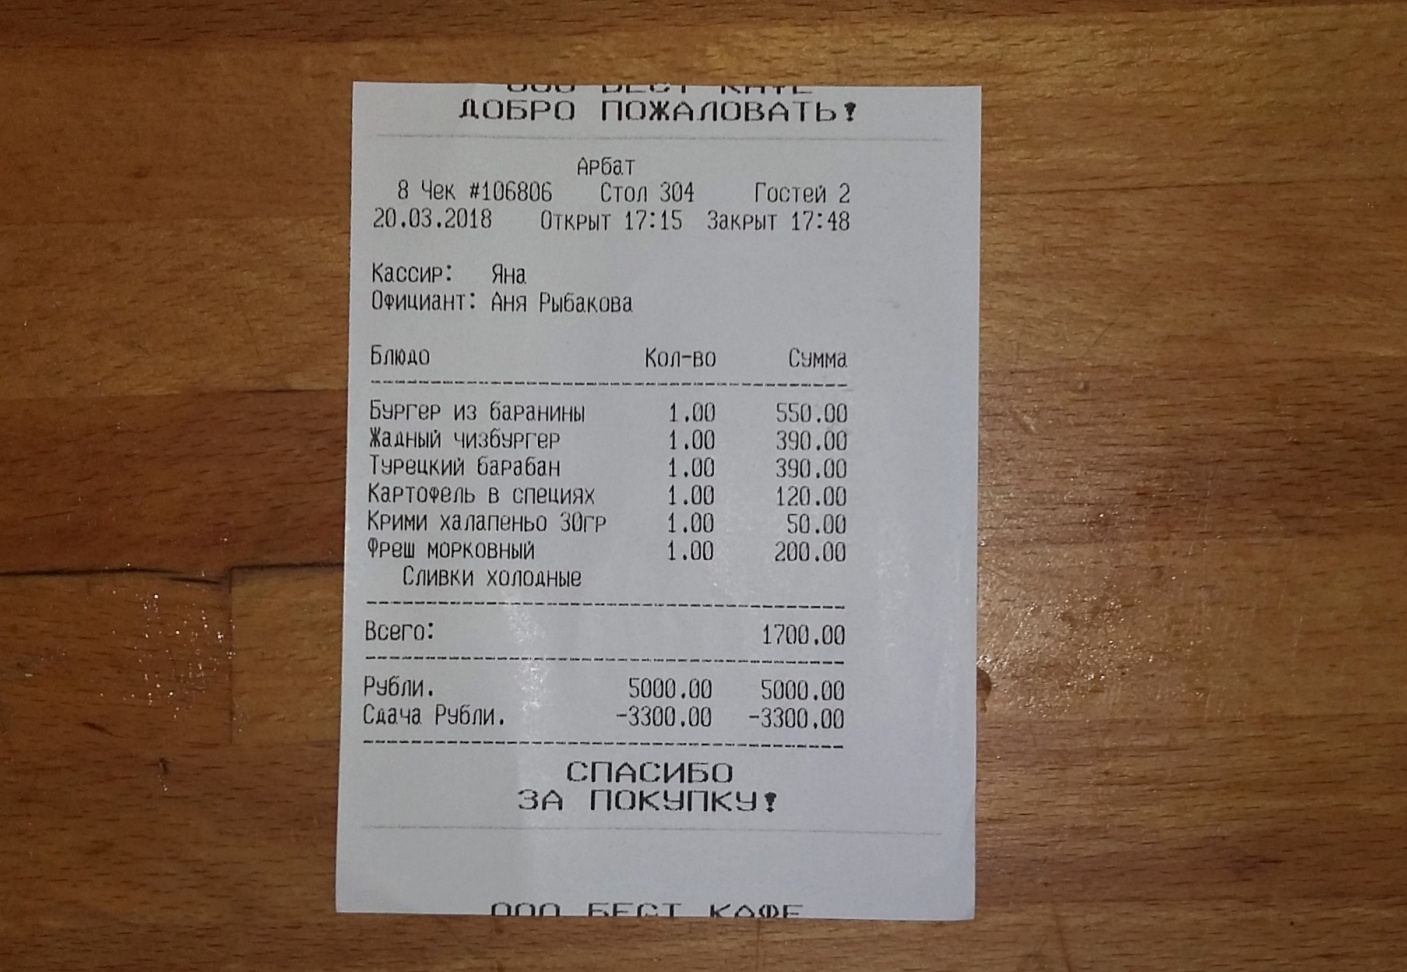 ООО БЕСТ КАФЕ
ДОБРО ПОЖАЛОВАТЬ!
Арбат
8 Чек #106806 Стол 304 Гостей 2
20.03.2018 Открыт 17:15 Закрыт 17:48
Кассир: Яна
Официант: Аня Рыбакова
Блюдо Кол-во Сумма
Бургер из баранины 1.00 550.00
Жадный чизбургер 1.00 390.00
Турецкий барабан 1.00 390.00
Картофель в специях 1.00 120.00
Крими халапеньо 30гр 1.00 50.00
Фреш морковный 1.00 200.00
Сливки холодные
Всего: 1700.00
Рубли. 5000.00 5000.00
Сдача Рубли. -3300.00 -3300.00
СПАСИБО
ЗА ПОКУПКУ!
ООО БЕСТ КАФЕ